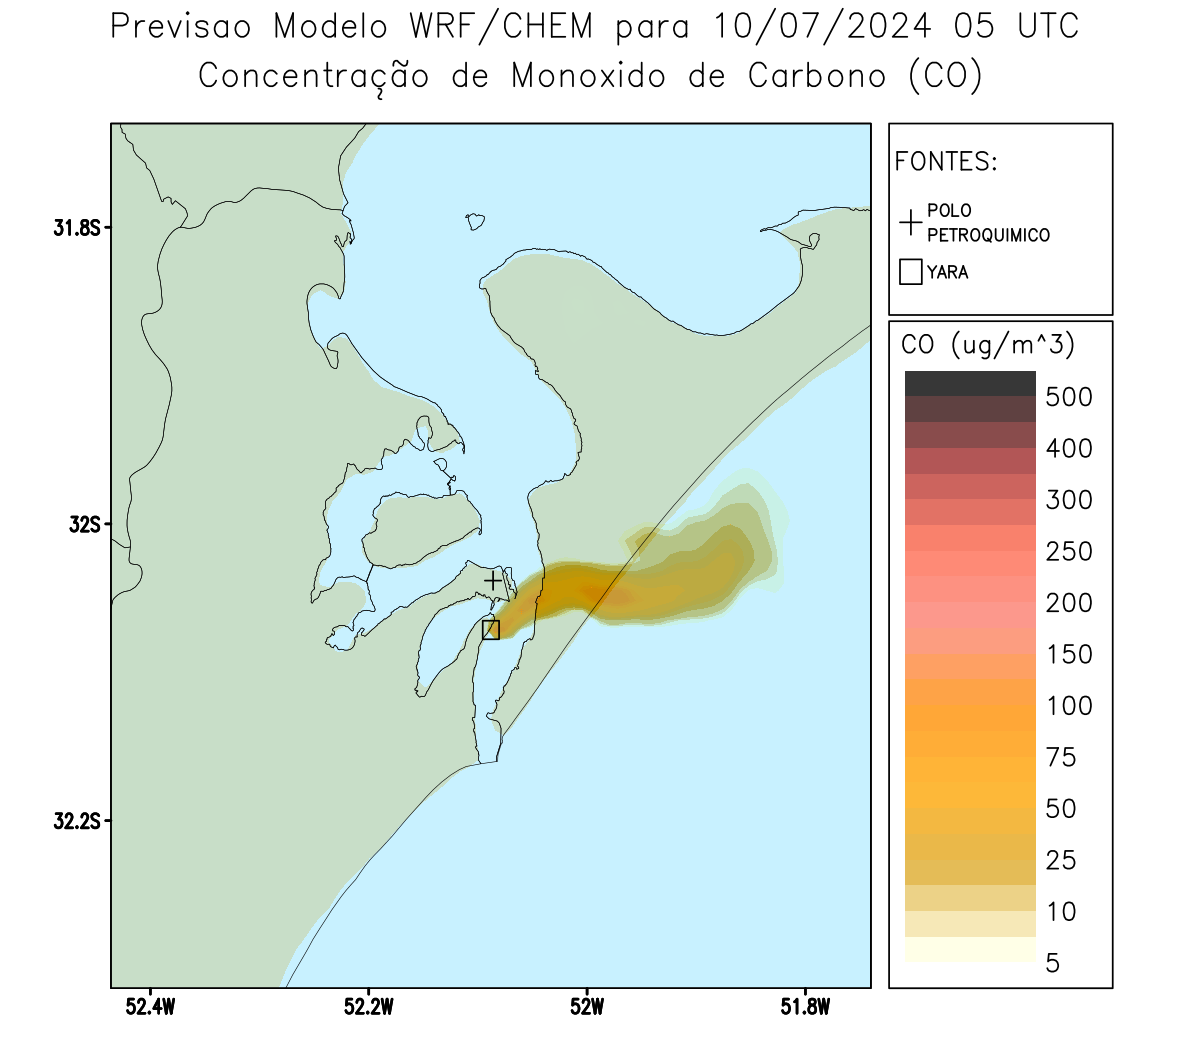 Previsao Modelo WRF/CHEM para 10/07/2024 05 UTC
Concentração de Monoxido de Carbono (CO)
FONTES:
POLO
PETROQUIMICO
YARA
CO (ug/m^3)
500
400
300
250
200
150
100
75
50
25
10
5
31.8S
32S
32.2S
52.4W
52.2W
52W
51.8W